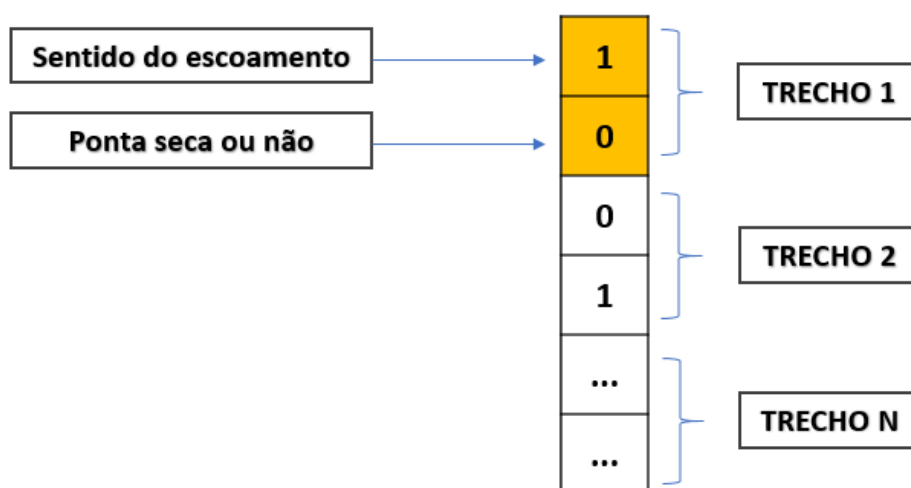 Sentido do escoamento
1
TRECHO 1
Ponta seca ou não
0
0
TRECHO 2
1
...
TRECHO N
...